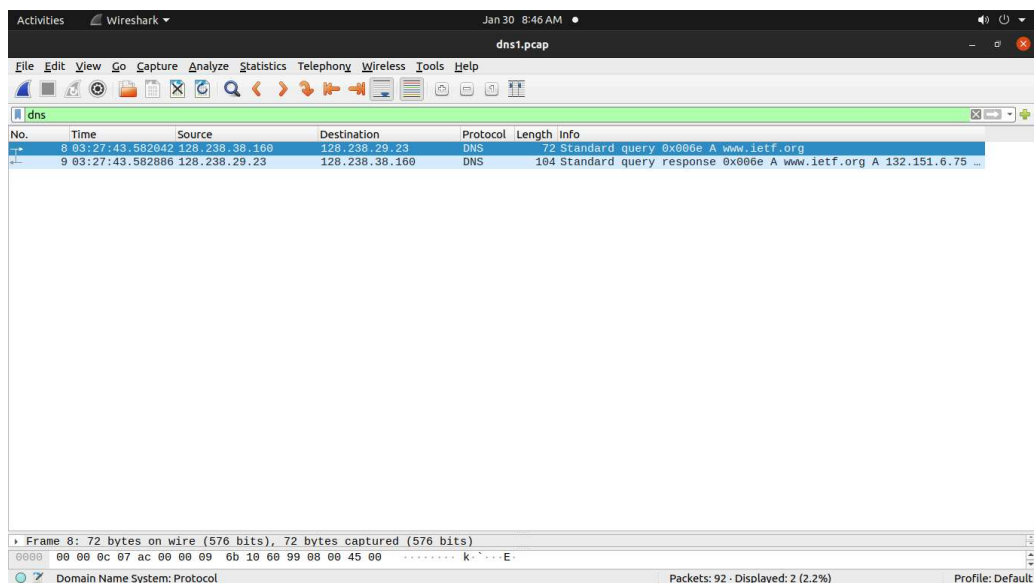 Activities Wireshark Jan 30 8:46 AM
dns1.pcap
File Edit View Go Capture Analyze Statistics Telephony Wireless Tools Help
dns
No. Time Source Destination Protocol Length Info
8 03:27:43.582042 128.238.38.160 128.238.29.23 DNS 72 Standard query 0x006e A www.ietf.org
9 03:27:43.582886 128.238.29.23 128.238.38.160 DNS 104 Standard query response 0x006e A www.ietf.org A 132.151.6.75 …
Frame 8: 72 bytes on wire (576 bits), 72 bytes captured (576 bits)
0000 00 00 0c 07 ac 00 00 09 6b 10 60 99 08 00 45 00 ········ k·`···E·
Domain Name System: Protocol Packets: 92 · Displayed: 2 (2.2%) Profile: Default